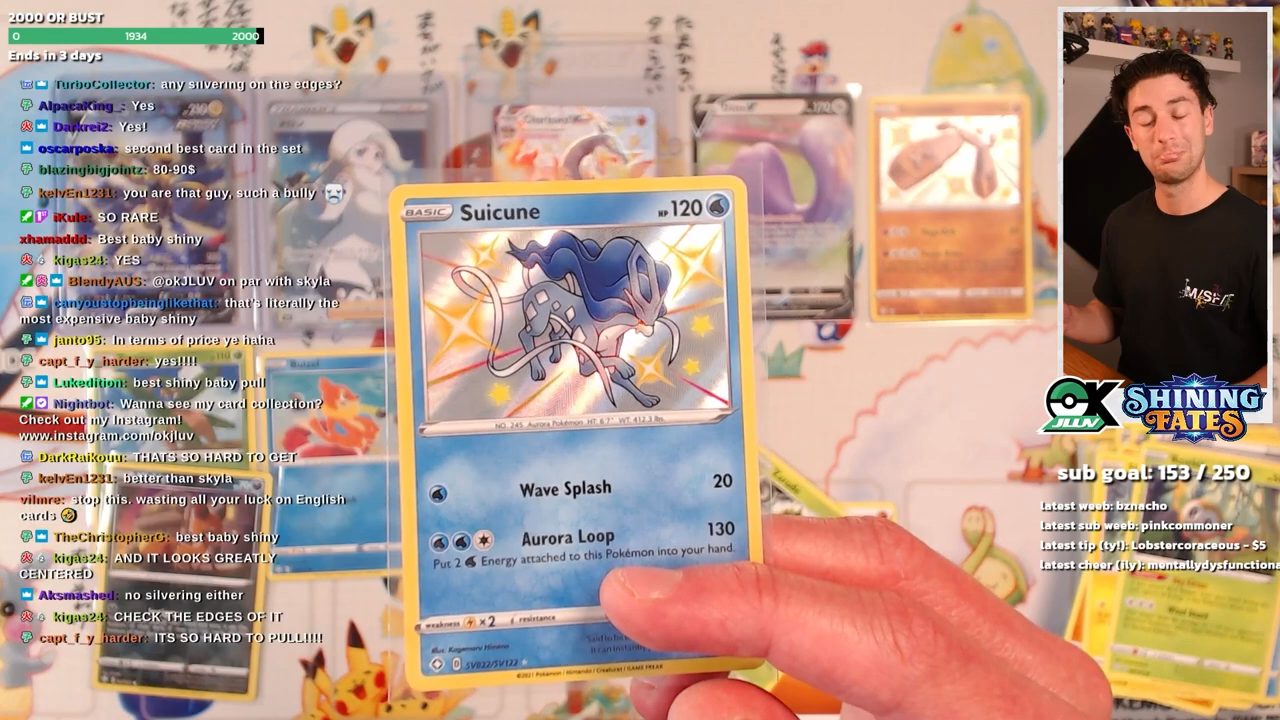 2000 OR BUST
0 1934 2000
Ends in 3 days
TurboCollector: any silvering on the edges?
AlpacaKing_: Yes
Darkrei2: Yes!
oscarposka: second best card in the set
blazingbigjointz: 80-90$
kelvEn1231: you are that guy, such a bully
iKule: SO RARE
xhamaddd: Best baby shiny
kigas24: YES
BlendyAUS: @okJLUV on par with skyla
canyoustopbeinglikethat: that's literally the
most expensive baby shiny
janto95: In terms of price ye haha
capt_f_y_harder: yes!!!!
Lukedition: best shiny baby pull
Nightbot: Wanna see my card collection?
Check out my Instagram!
www.instagram.com/okjluv
DarkRaikouu: THATS SO HARD TO GET
kelvEn1231: better than skyla
vilmre: stop this. wasting all your luck on English
cards
TheChristopherG: best baby shiny
kigas24: AND IT LOOKS GREATLY
CENTERED
Aksmashed: no silvering either
kigas24: CHECK THE EDGES OF IT
capt_f_y_harder: ITS SO HARD TO PULL!!!!
BASIC Suicune HP 120
NO. 245 Aurora Pokémon HT: 6'7" WT: 412.3 lbs.
Wave Splash 20
Aurora Loop 130
Put 2 Energy attached to this Pokémon into your hand.
weakness ×2 resistance
Illus. Kagemaru Himeno
D SV022/SV122
©2021 Pokémon / Nintendo / Creatures / GAME FREAK
M/SF/
OK
JLUV
SHINING
FATES
sub goal: 153 / 250
latest weeb: bznacho
latest sub weeb: pinkcommoner
latest tip (ty!): Lobstercoraceous - $5
latest cheer (ily): mentallydysfunctiona